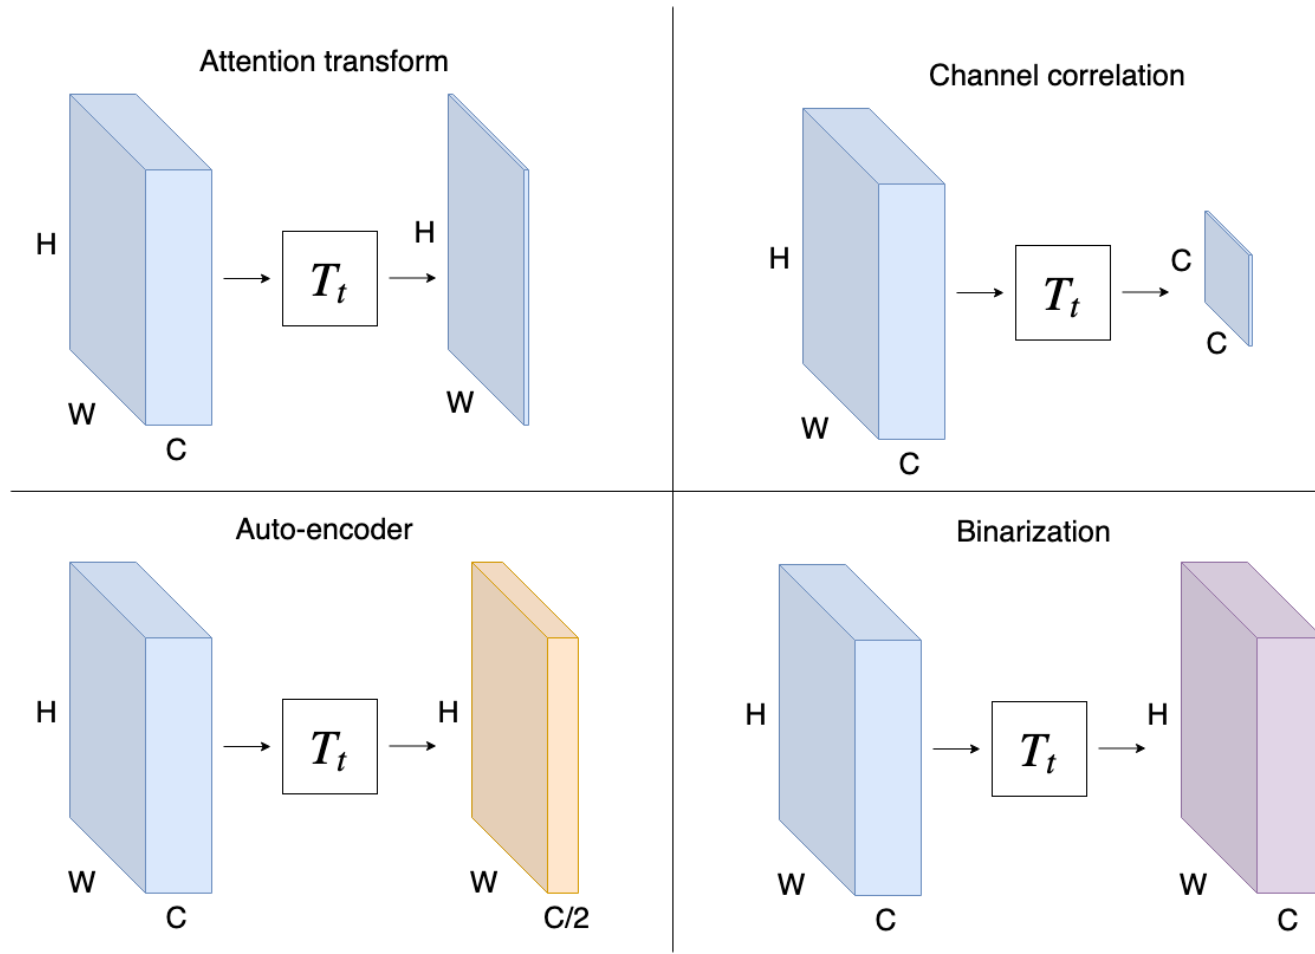 Attention transform
H
W
C
T_t
H
W
Channel correlation
H
W
C
T_t
C
C
Auto-encoder
H
W
C
T_t
H
W
C/2
Binarization
H
W
C
T_t
H
W
C